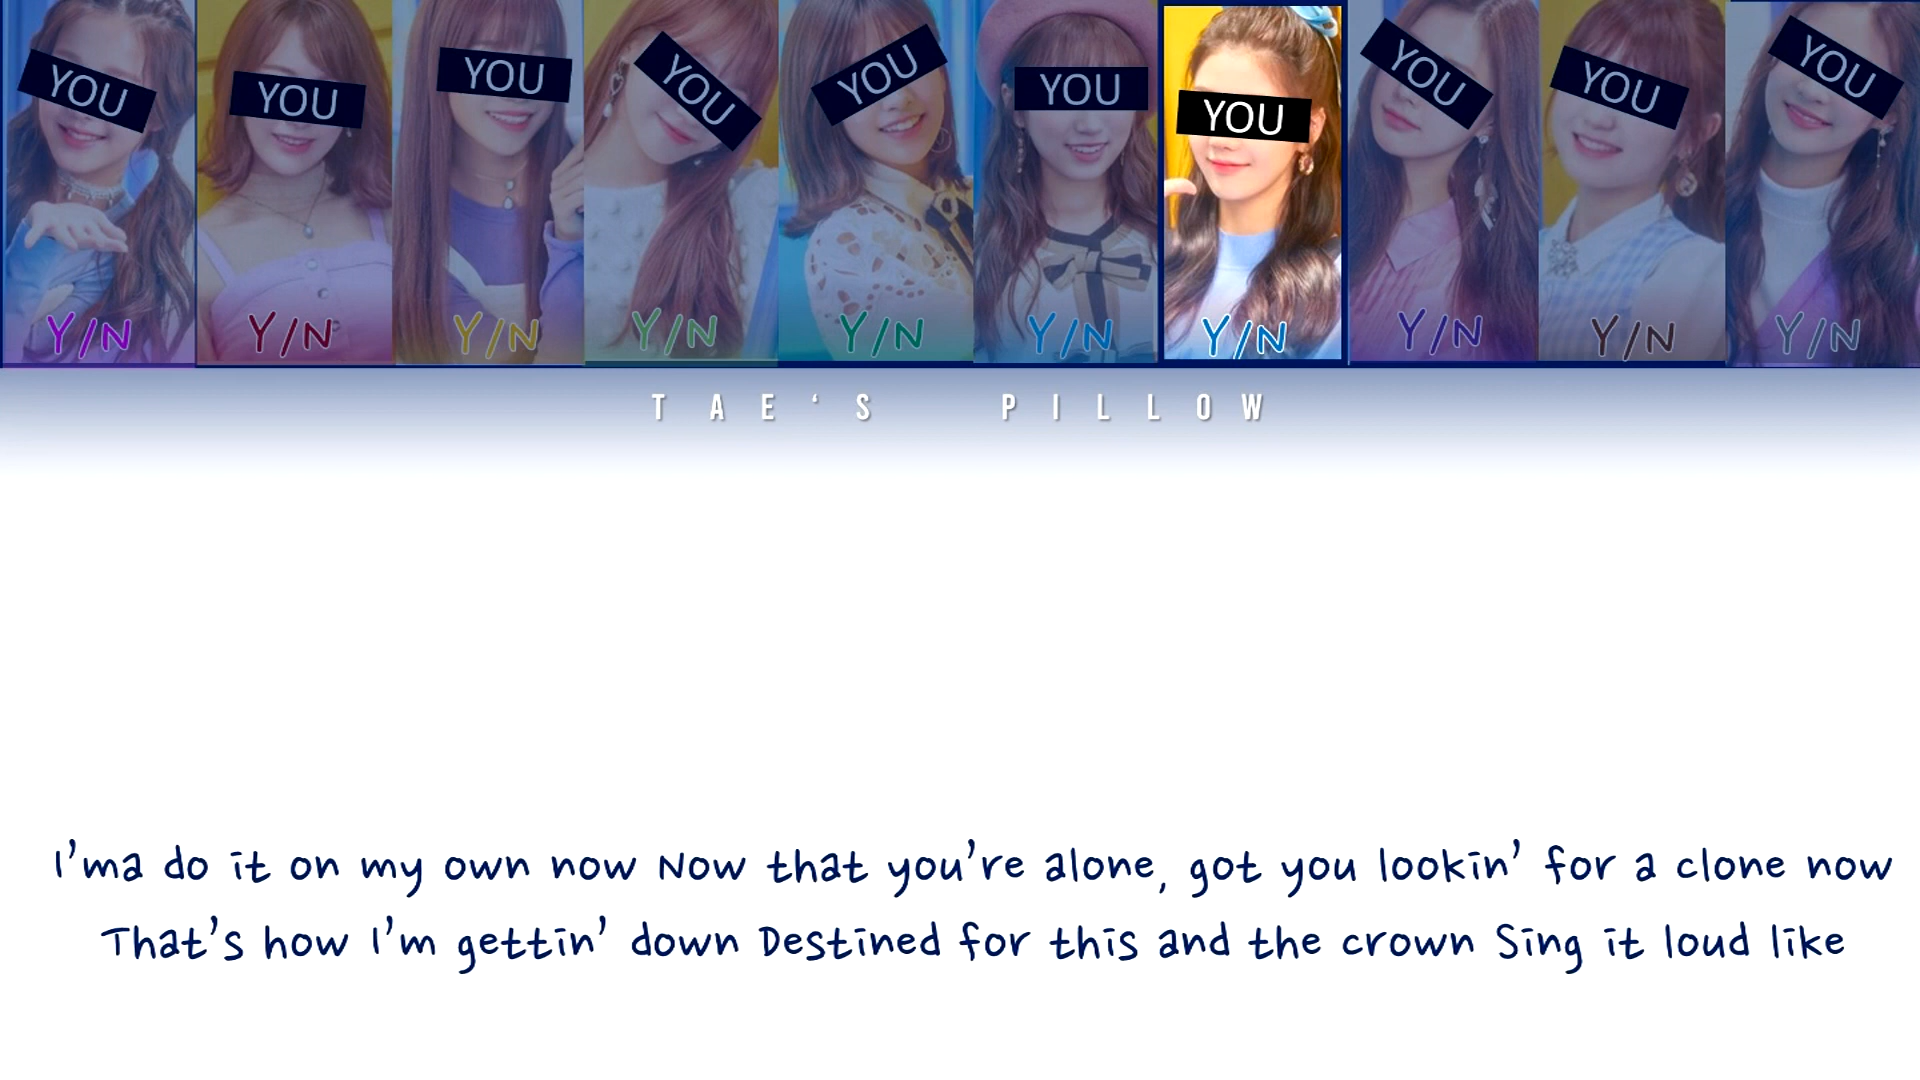 YOU YOU YOU YOU YOU YOU YOU YOU YOU YOU
Y/N Y/N Y/N Y/N Y/N Y/N Y/N Y/N Y/N Y/N
TAE‘S PILLOW
I’ma do it on my own now Now that you’re alone, got you lookin’ for a clone now
That’s how I’m gettin’ down Destined for this and the crown Sing it loud like